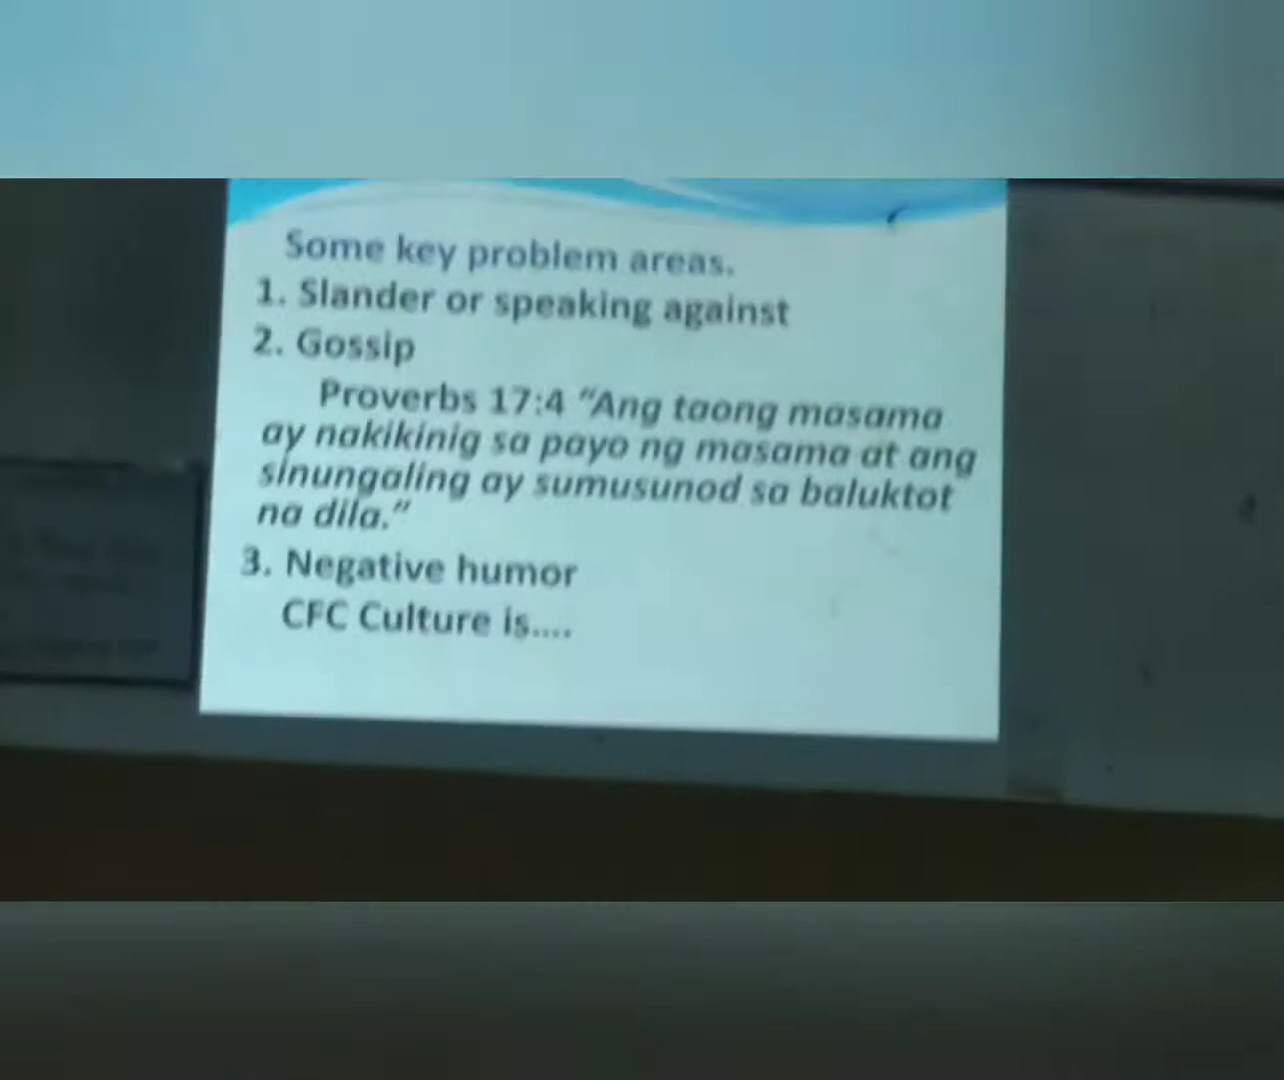 Some key problem areas.
1. Slander or speaking against
2. Gossip
Proverbs 17:4 “Ang taong masama
ay nakikinig sa payo ng masama at ang
sinungaling ay sumusunod sa baluktot
na dila.”
3. Negative humor
CFC Culture is....